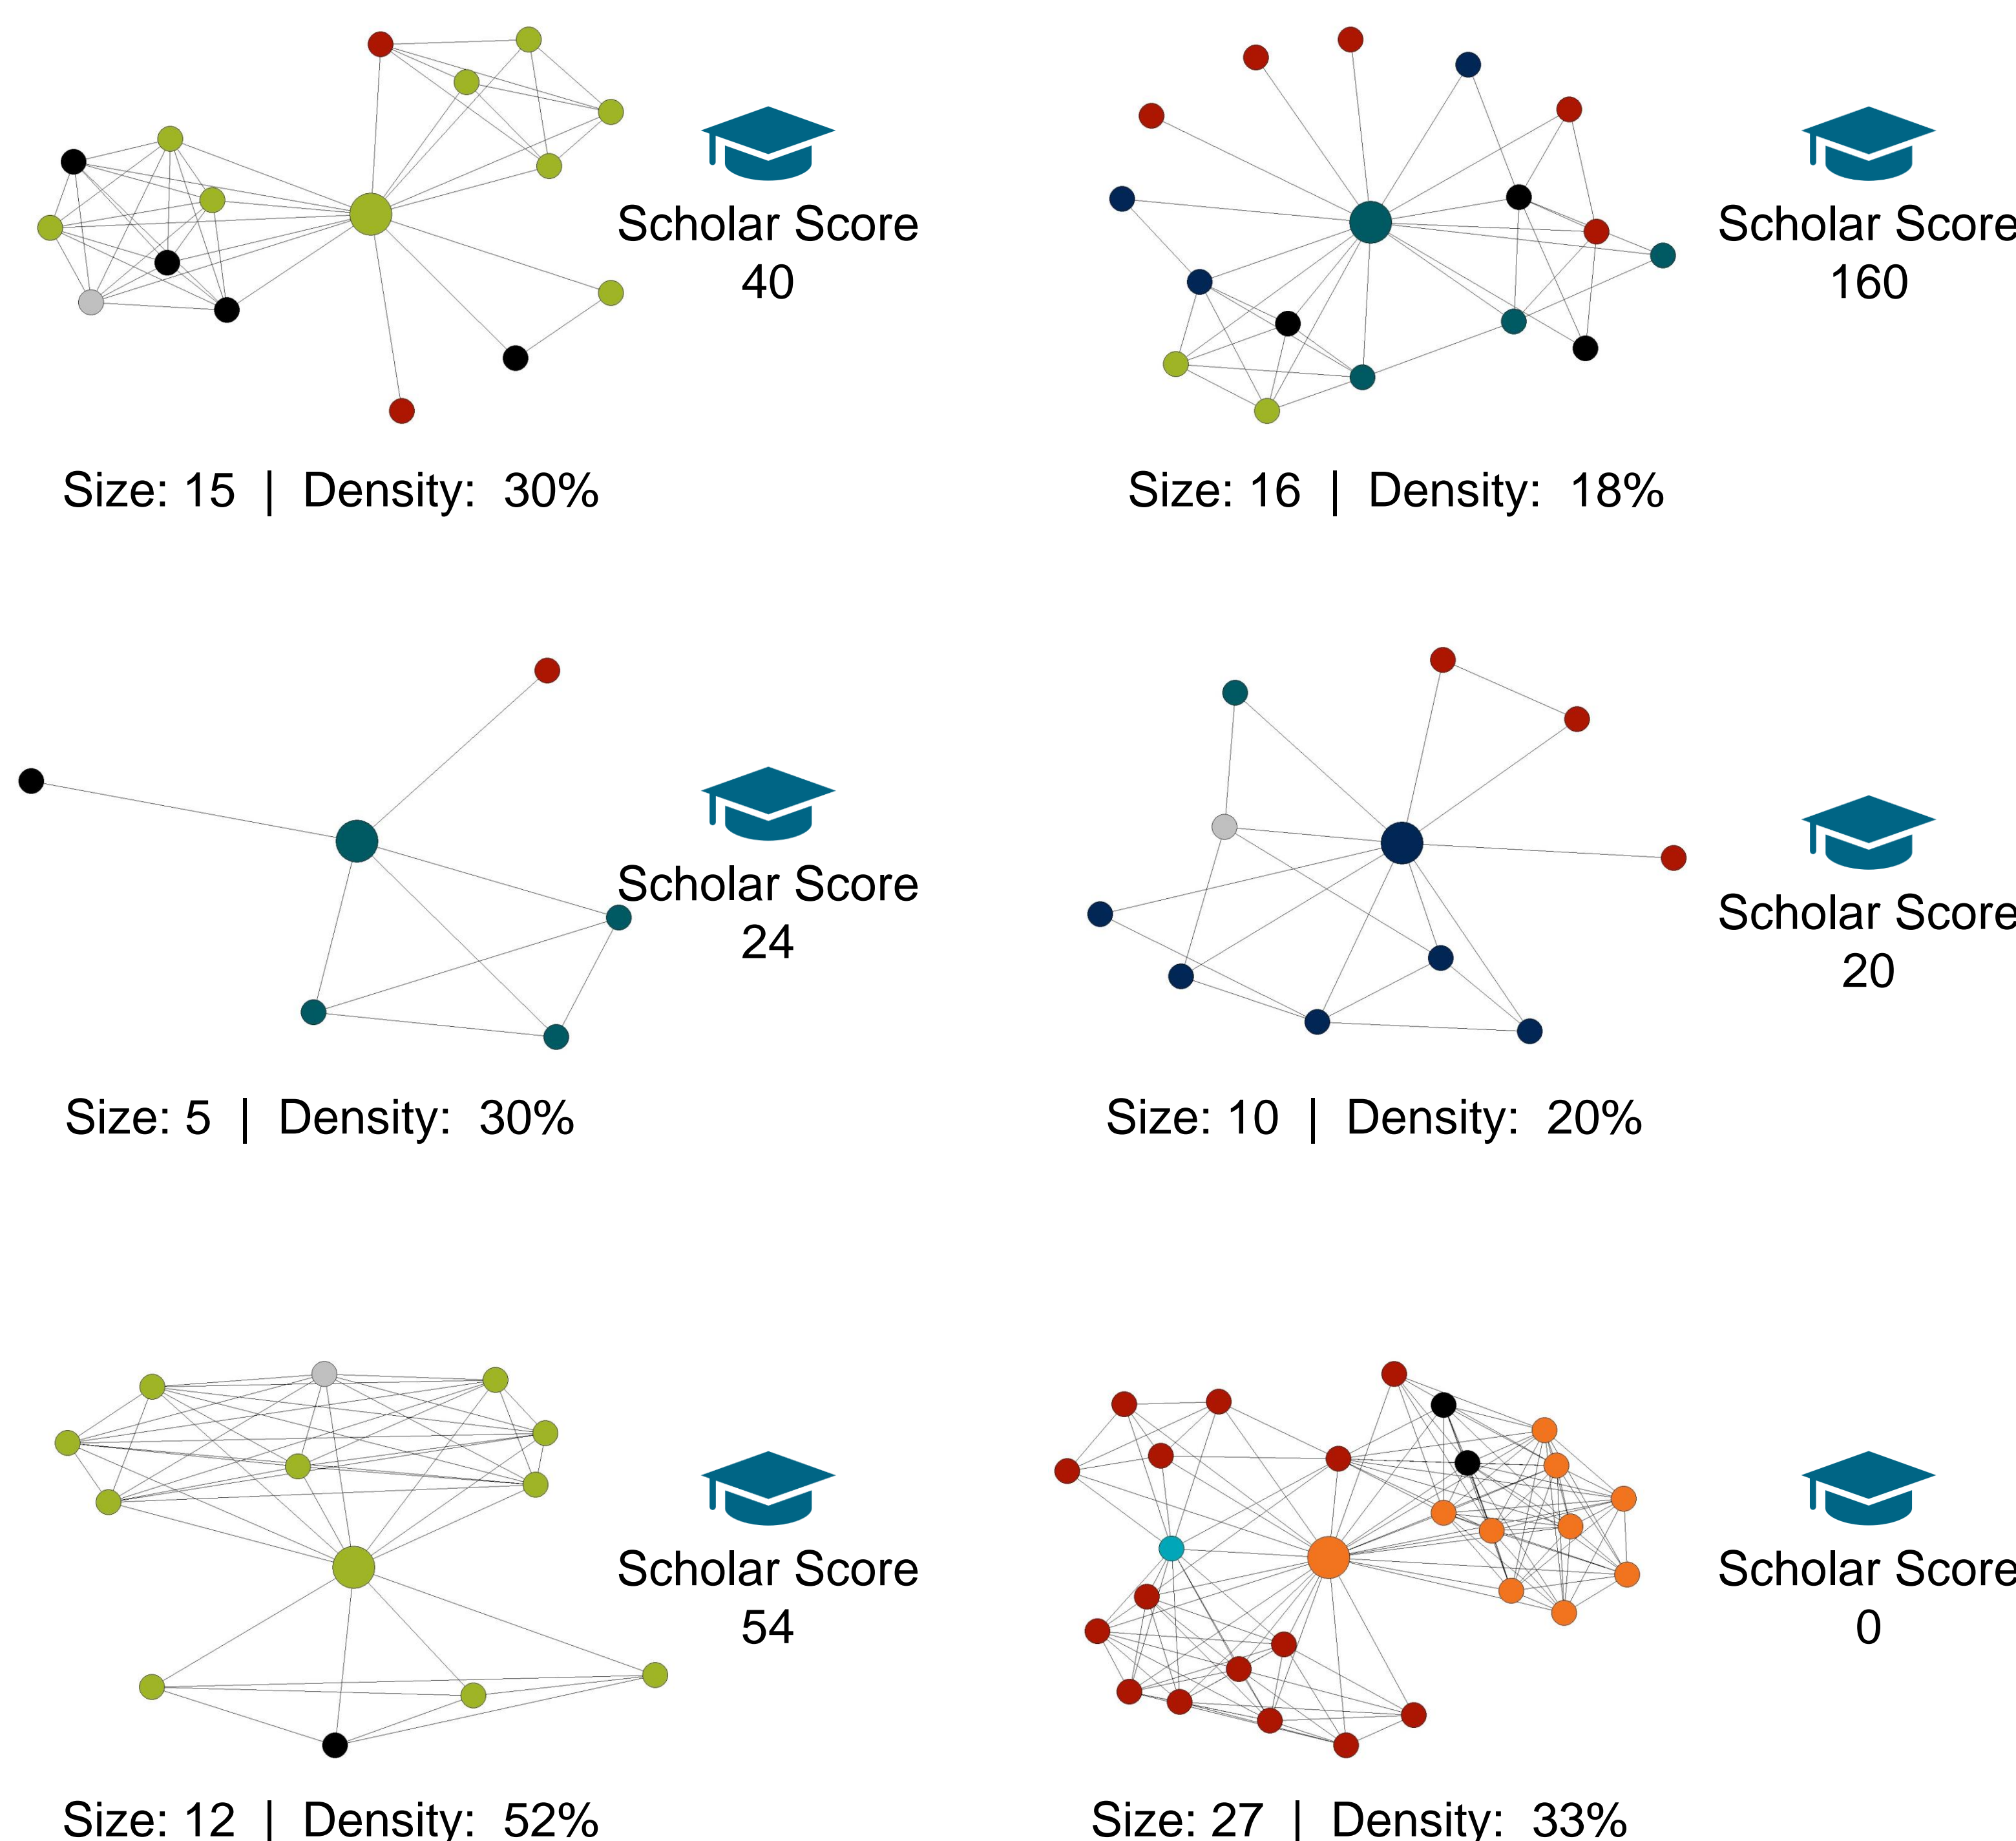 Scholar Score
40
Scholar Score
160
Size: 15 | Density: 30%
Size: 16 | Density: 18%
Scholar Score
24
Scholar Score
20
Size: 5 | Density: 30%
Size: 10 | Density: 20%
Scholar Score
54
Scholar Score
0
Size: 12 | Density: 52%
Size: 27 | Density: 33%